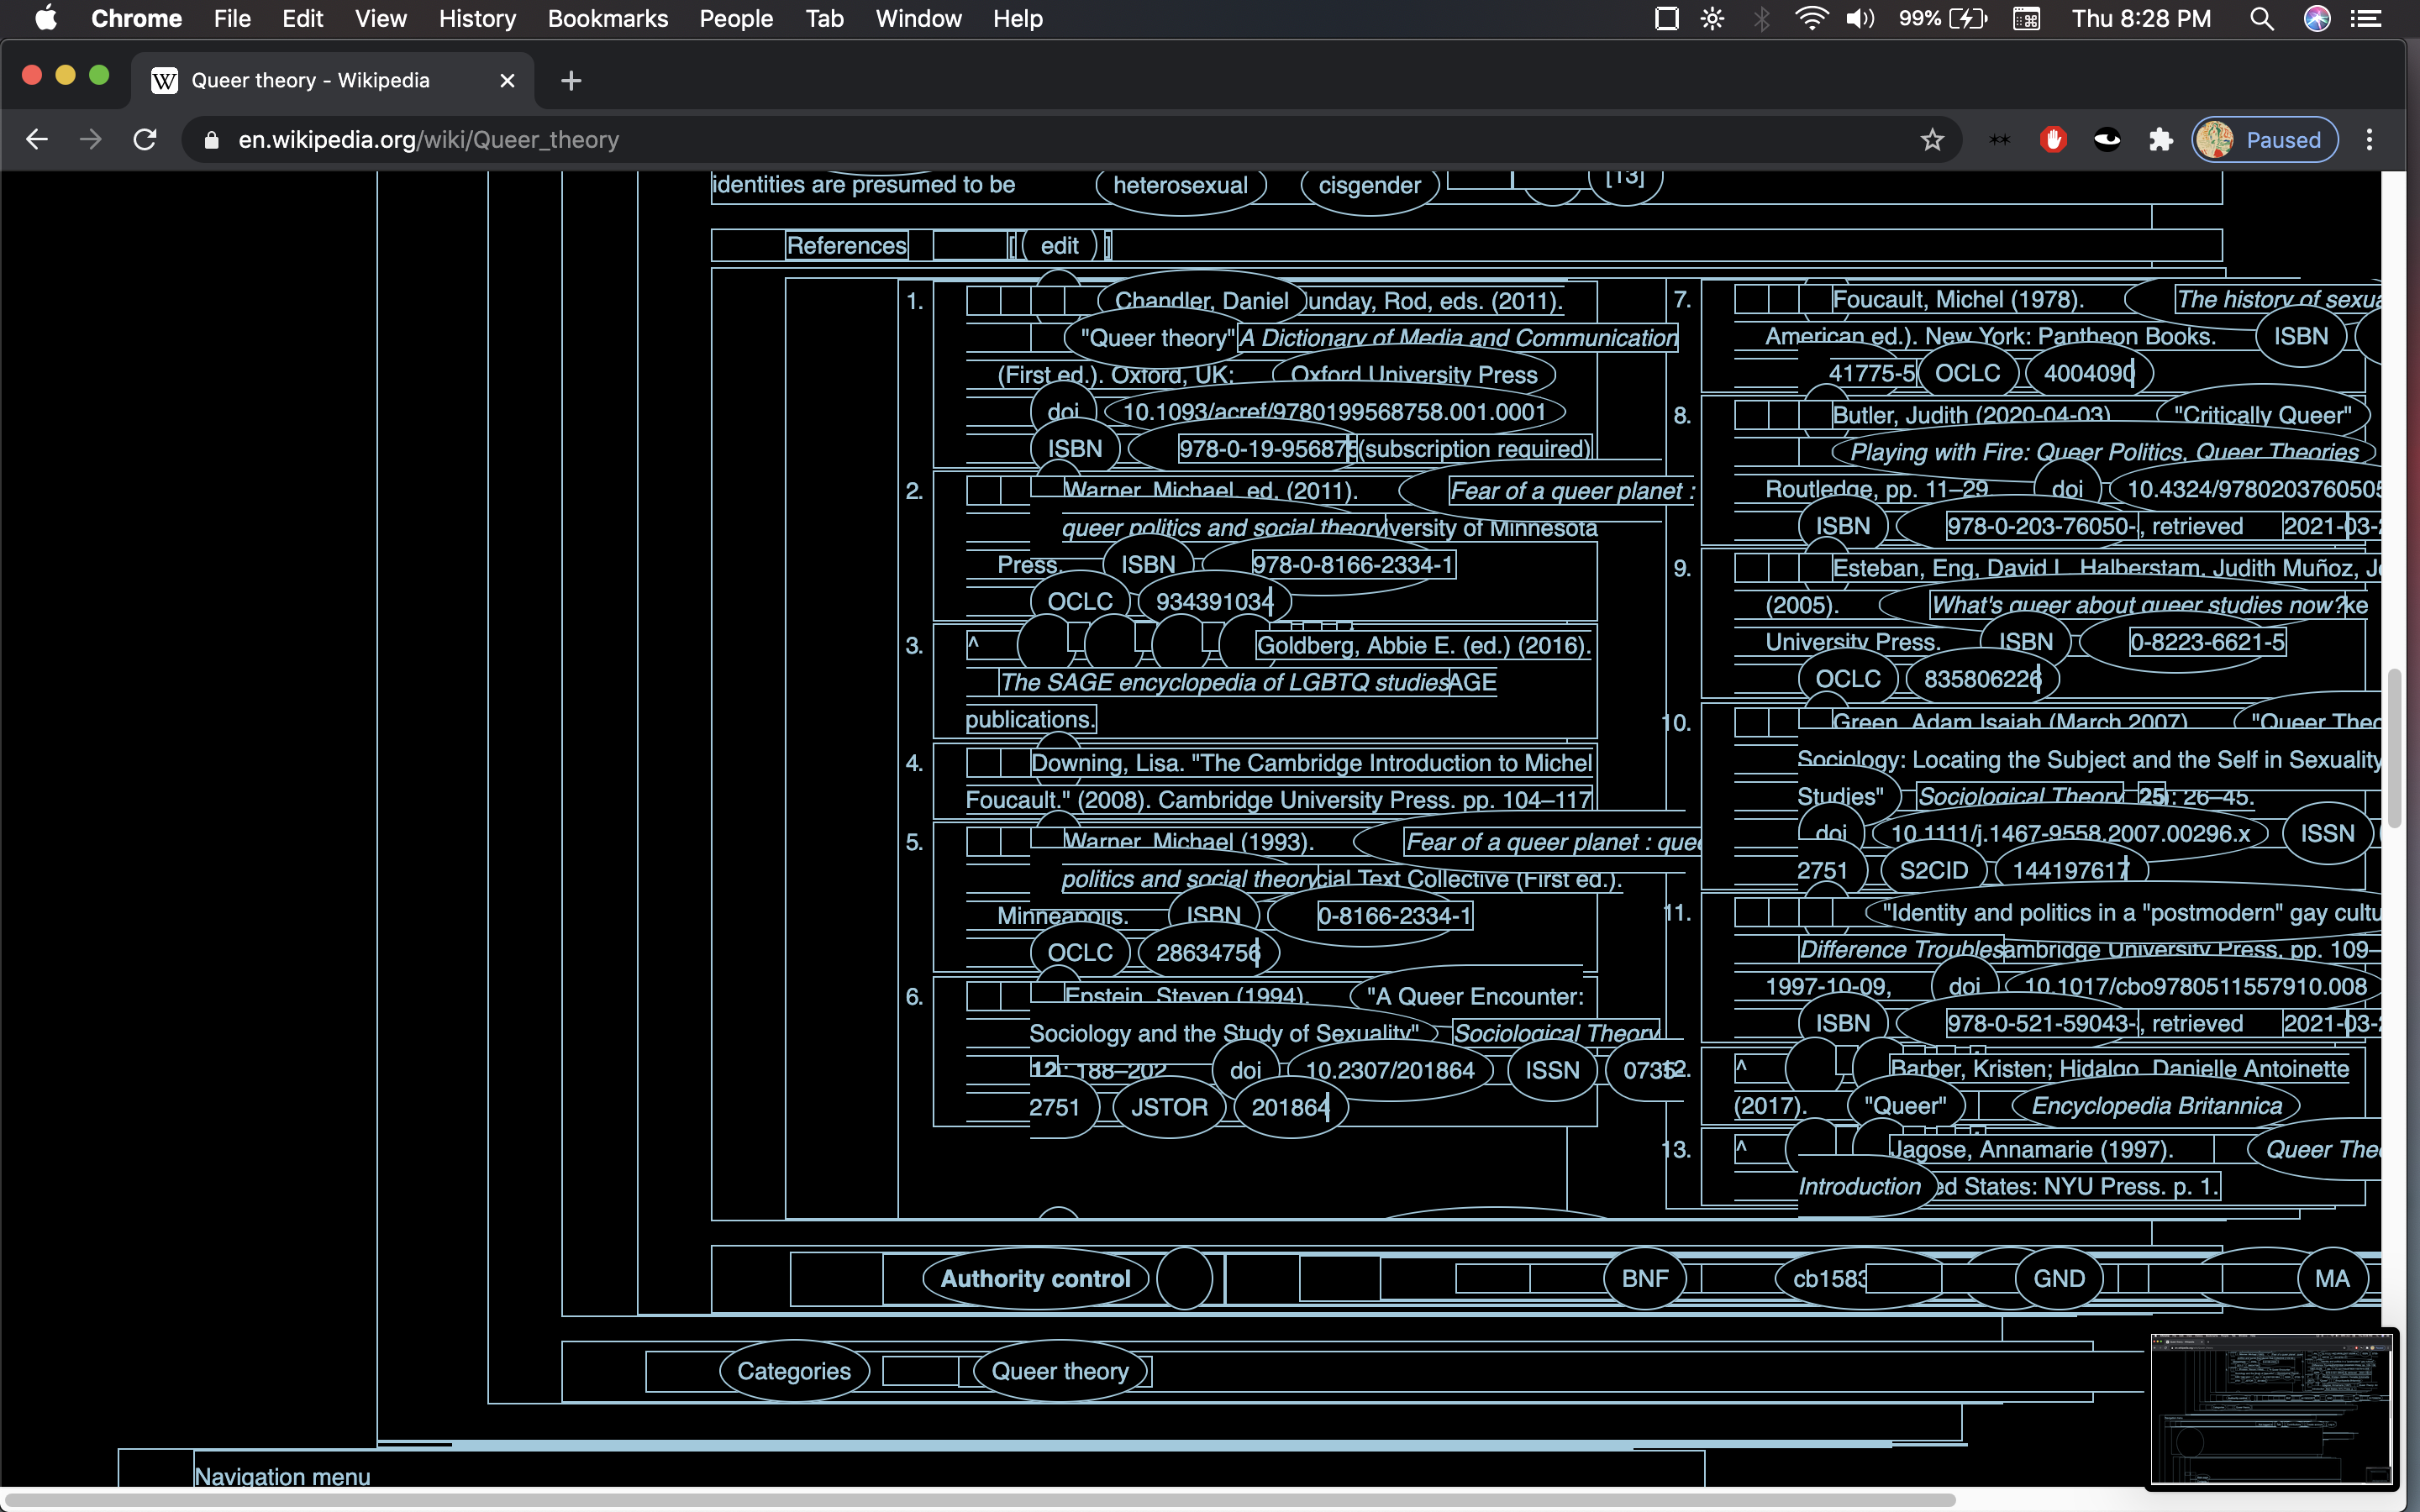 Chrome File Edit View History Bookmarks People Tab Window Help 99% Thu 8:28 PM
Queer theory - Wikipedia
en.wikipedia.org/wiki/Queer_theory Paused
identities are presumed to be heterosexual cisgender [13]
References [ edit ]
1. Chandler, Daniel unday, Rod, eds. (2011).
"Queer theory" A Dictionary of Media and Communication
(First ed.). Oxford, UK: Oxford University Press
doi 10.1093/acref/9780199568758.001.0001
ISBN 978-0-19-956875 (subscription required)
2. Warner, Michael, ed. (2011). Fear of a queer planet :
queer politics and social theory iversity of Minnesota
Press. ISBN 978-0-8166-2334-1
OCLC 934391034
3. ^ Goldberg, Abbie E. (ed.) (2016).
The SAGE encyclopedia of LGBTQ studies AGE
publications.
4. Downing, Lisa. "The Cambridge Introduction to Michel
Foucault." (2008). Cambridge University Press. pp. 104–117
5. Warner, Michael (1993). Fear of a queer planet : quee
politics and social theory cial Text Collective (First ed.).
Minneapolis. ISBN 0-8166-2334-1
OCLC 28634756
6. Epstein, Steven (1994). "A Queer Encounter:
Sociology and the Study of Sexuality" Sociological Theory
12): 188–202 doi 10.2307/201864 ISSN 0735
2751 JSTOR 201864
7. Foucault, Michel (1978). The history of sexua
American ed.). New York: Pantheon Books. ISBN
41775-5 OCLC 4004090
8. Butler, Judith (2020-04-03) "Critically Queer"
Playing with Fire: Queer Politics, Queer Theories
Routledge, pp. 11–29 doi 10.4324/9780203760505
ISBN 978-0-203-76050- , retrieved 2021-03-
9. Esteban, Eng, David L. Halberstam, Judith Muñoz, J
(2005). What's queer about queer studies now? ke
University Press. ISBN 0-8223-6621-5
OCLC 835806226
10. Green, Adam Isaiah (March 2007) "Queer Theo
Sociology: Locating the Subject and the Self in Sexuality
Studies" Sociological Theory 25): 26–45.
doi 10.1111/j.1467-9558.2007.00296.x ISSN
2751 S2CID 144197617
11. "Identity and politics in a "postmodern" gay cultu
Difference Troubles ambridge University Press, pp. 109–
1997-10-09, doi 10.1017/cbo9780511557910.008
ISBN 978-0-521-59043- , retrieved 2021-03-
12. ^ Barber, Kristen; Hidalgo, Danielle Antoinette
(2017). "Queer" Encyclopedia Britannica
13. ^ Jagose, Annamarie (1997). Queer The
Introduction ed States: NYU Press. p. 1.
Authority control BNF cb1583 GND MA
Categories Queer theory
Navigation menu